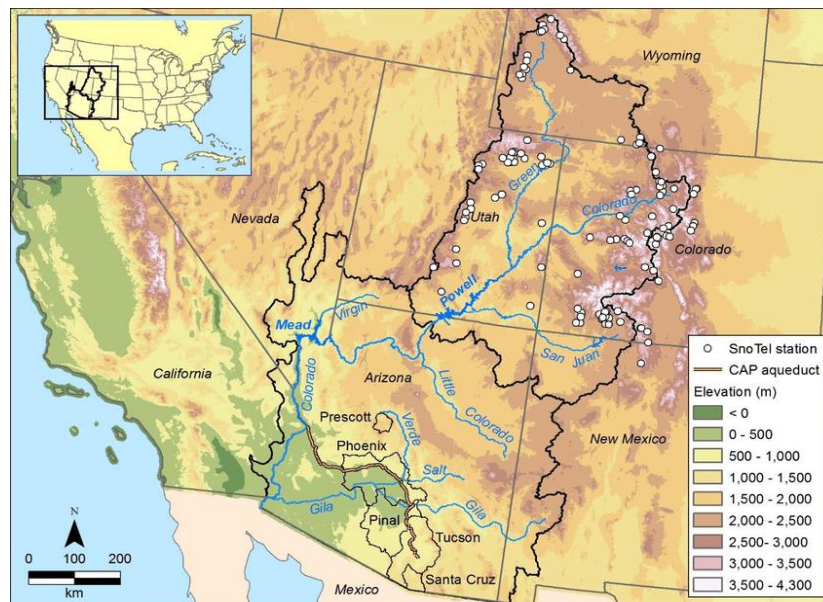 Wyoming
Nevada
Utah
Green
Colorado
Colorado
Powell
Mead
Virgin
San Juan
California
Colorado
Arizona
Little
Colorado
Prescott
Verde
Phoenix
Salt
New Mexico
Gila
Gila
Pinal
Tucson
Santa Cruz
Mexico
N
0 100 200
km
SnoTel station
CAP aqueduct
Elevation (m)
< 0
0 - 500
500 - 1,000
1,000 - 1,500
1,500 - 2,000
2,000 - 2,500
2,500- 3,000
3,000 - 3,500
3,500 - 4,300